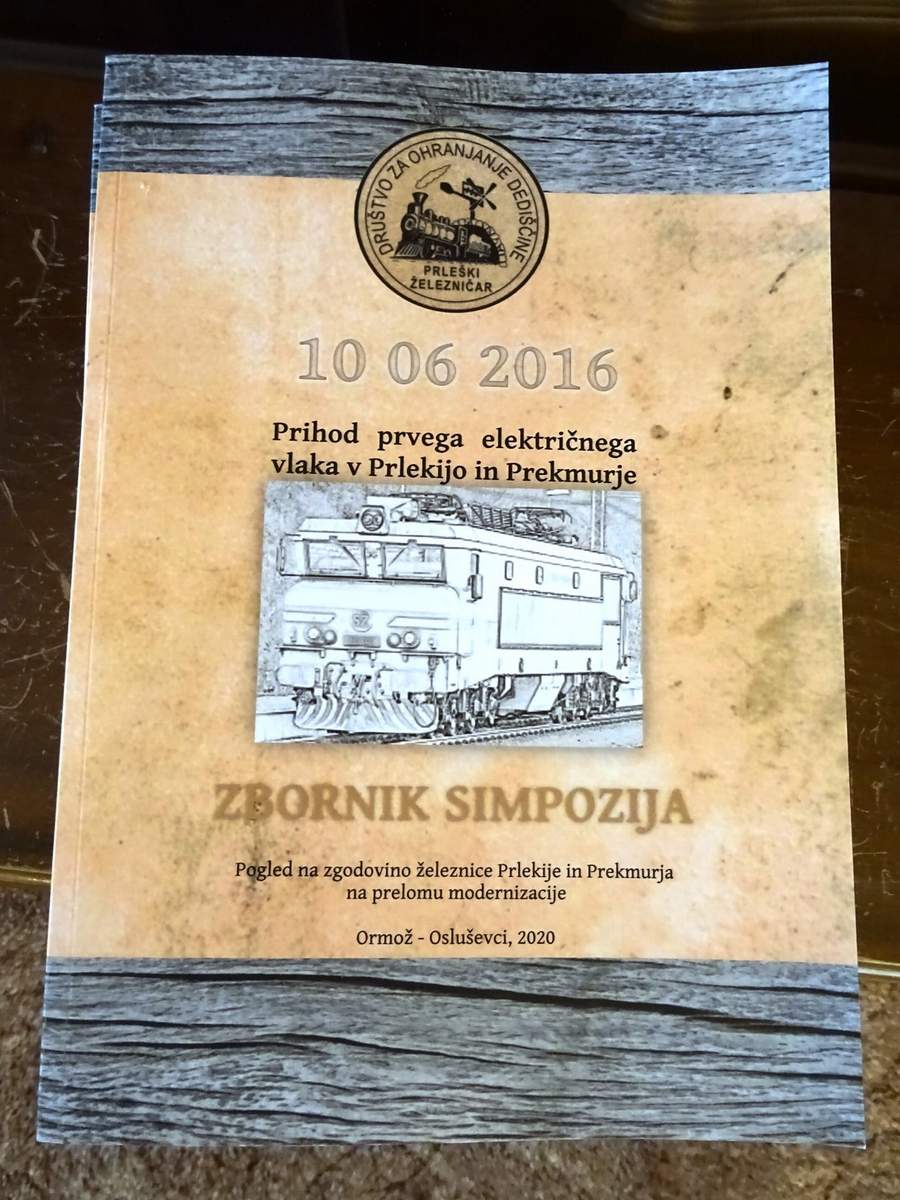 DRUŠTVO ZA OHRANJANJE DEDIŠČINE
PRLEŠKI
ŽELEZNIČAR
10 06 2016
Prihod prvega električnega
vlaka v Prlekijo in Prekmurje
SŽ
ZBORNIK SIMPOZIJA
Pogled na zgodovino železnice Prlekije in Prekmurja
na prelomu modernizacije
Ormož - Osluševci, 2020